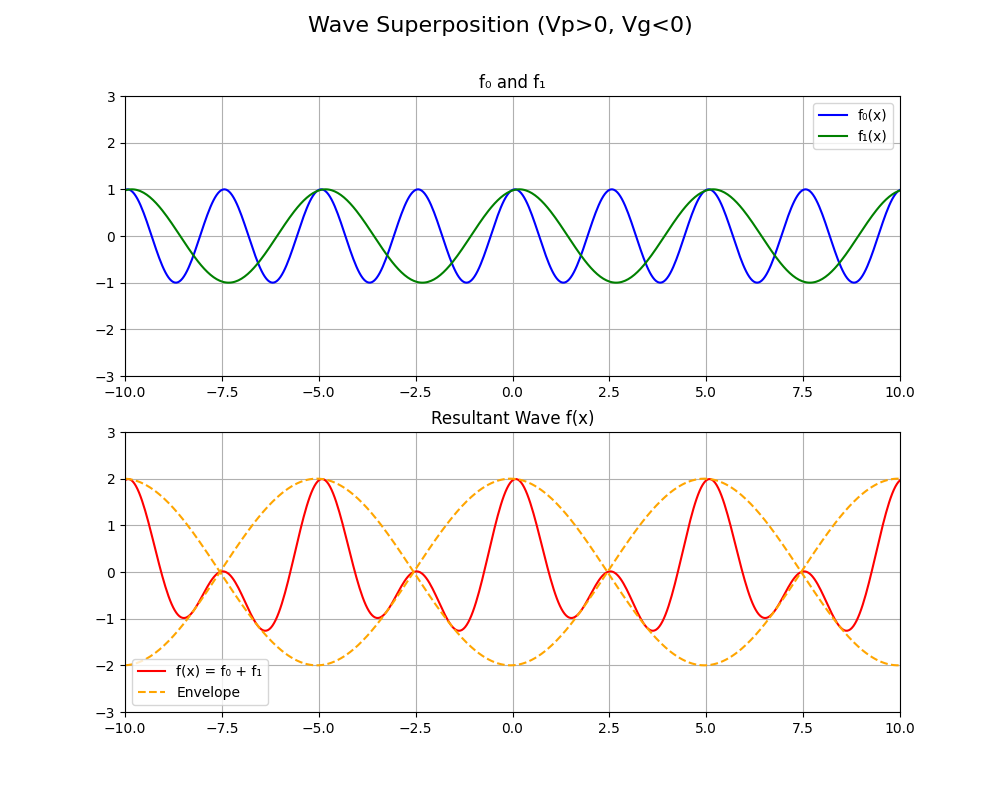 Wave Superposition (Vp>0, Vg<0)
f₀ and f₁
3
2
1
0
−1
−2
−3
f₀(x)
f₁(x)
−10.0 −7.5 −5.0 −2.5 0.0 2.5 5.0 7.5 10.0
Resultant Wave f(x)
3
2
1
0
−1
−2
−3
f(x) = f₀ + f₁
Envelope
−10.0 −7.5 −5.0 −2.5 0.0 2.5 5.0 7.5 10.0